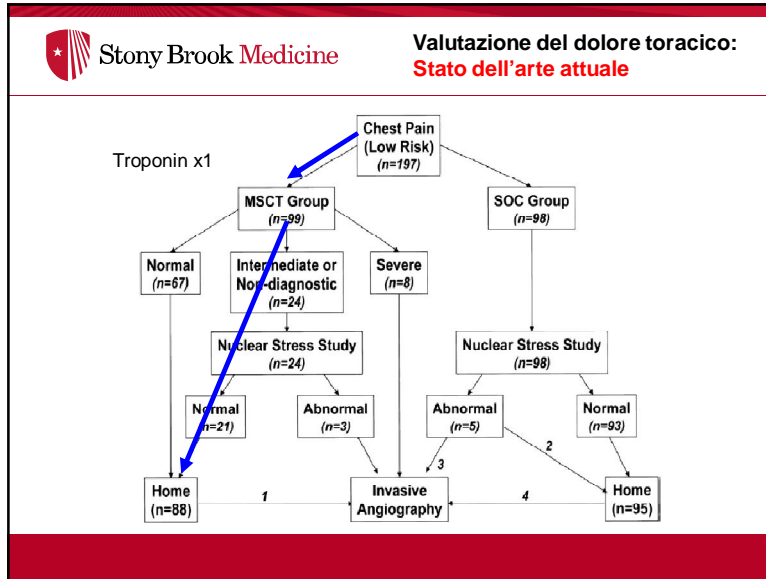 Stony Brook Medicine
Valutazione del dolore toracico:
Stato dell'arte attuale
Troponin x1
Chest Pain
(Low Risk)
(n=197)
MSCT Group
(n=99)
SOC Group
(n=98)
Normal
(n=67)
Intermediate or
Non-diagnostic
(n=24)
Severe
(n=8)
Nuclear Stress Study
(n=24)
Nuclear Stress Study
(n=98)
Normal
(n=21)
Abnormal
(n=3)
Abnormal
(n=5)
Normal
(n=93)
3
2
Home
(n=88)
1
Invasive
Angiography
4
Home
(n=95)